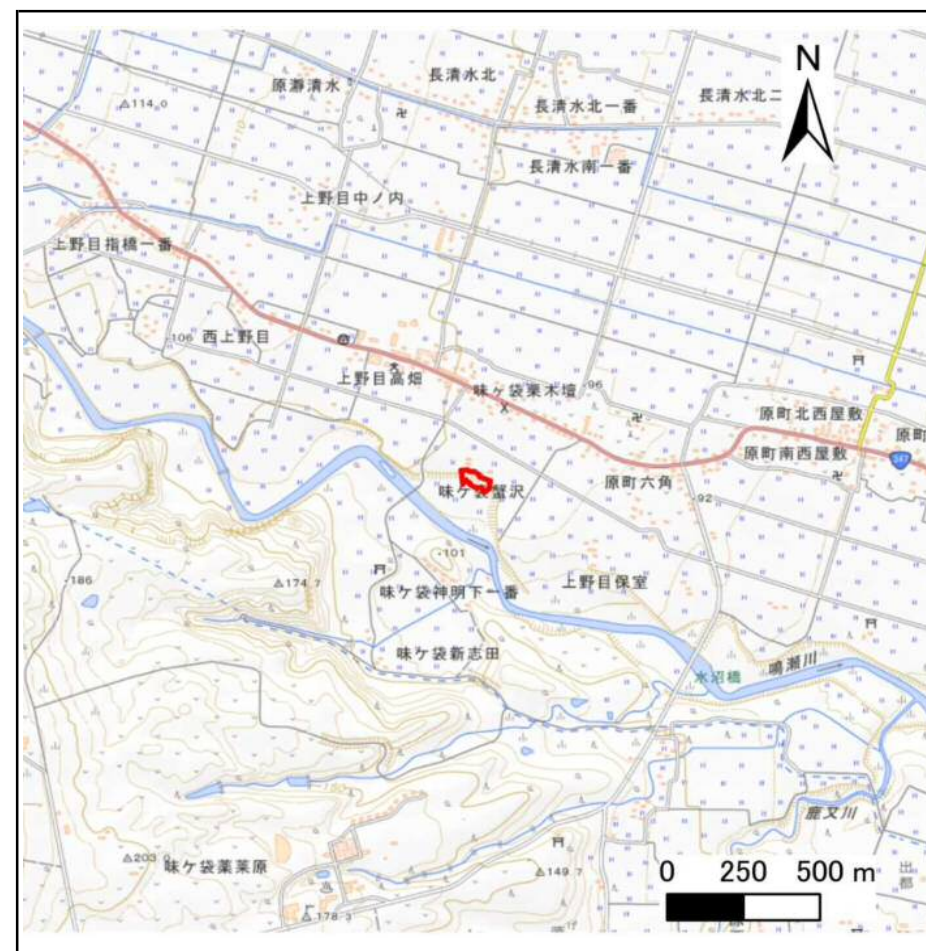 N
長清水北
原瀞清水
114.0
長清水北一番
長清水北二
110
長清水南一番
上野目中ノ内
上野目指橋一番
106
西上野目
上野目高畑
味ヶ袋栗木壇
96
原町北西屋敷
原町
原町南西屋敷
347
原町六角
味ケ袋蟹沢
92
101
上野目保室
186
174.7
味ケ袋神明下一番
味ケ袋新志田
鳴瀬川
水沼橋
鹿又川
味ケ袋薬莱原
203.0
149.7
178.3
出都
0 250 500 m